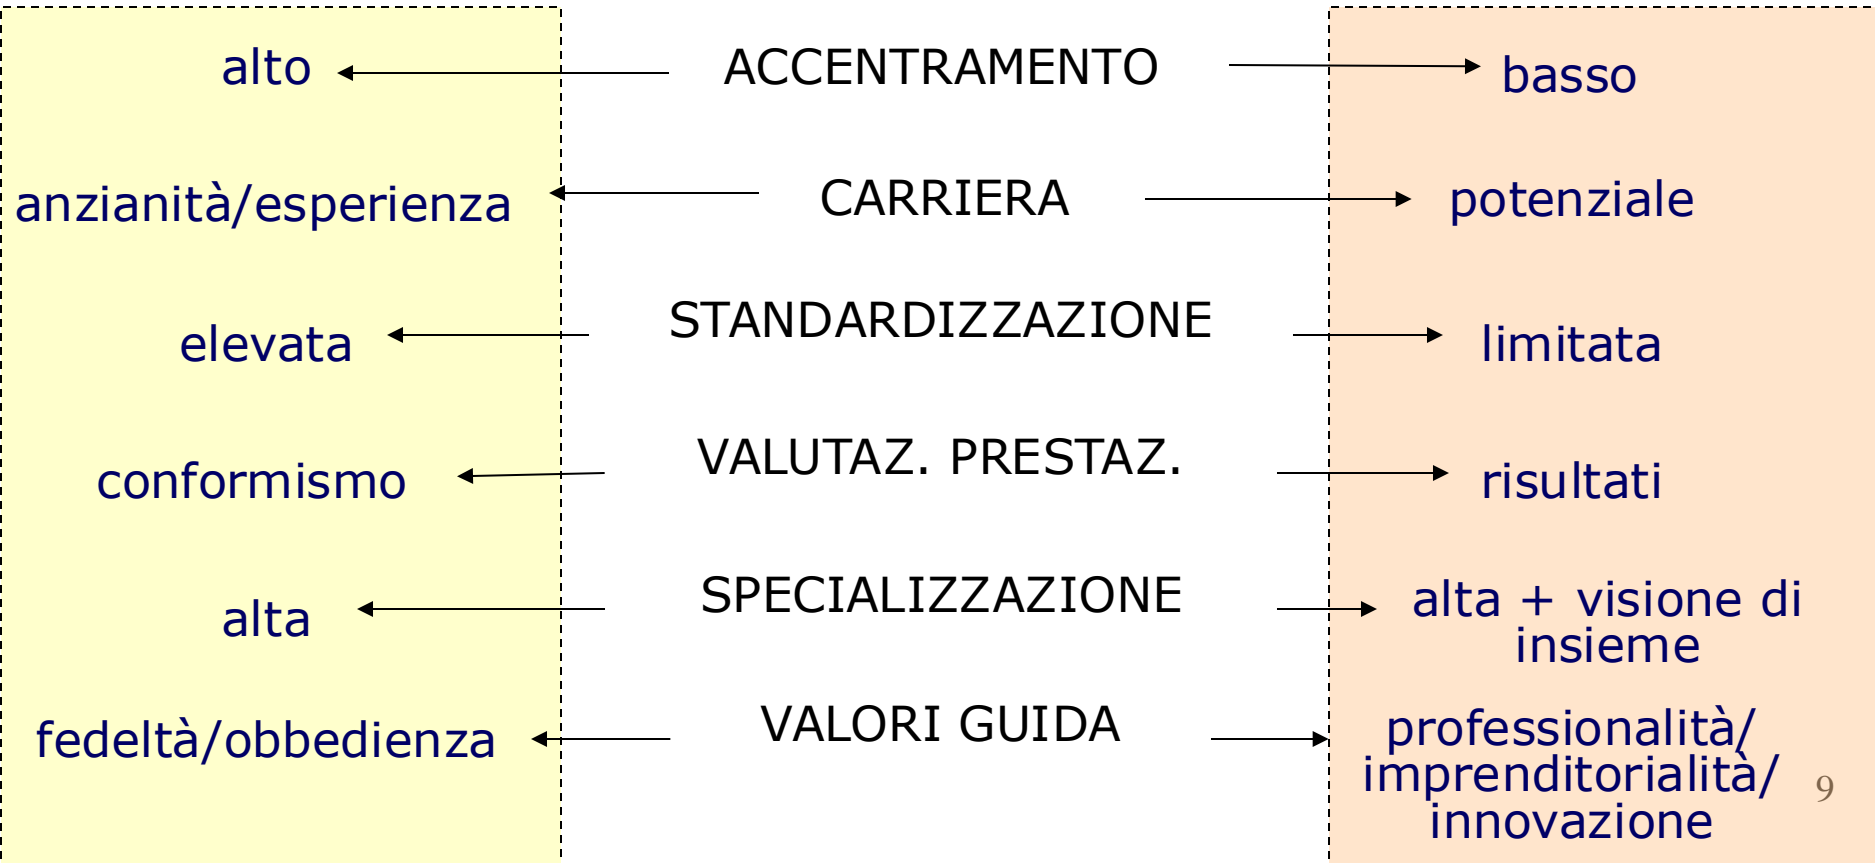 alto
ACCENTRAMENTO
basso
anzianità/esperienza
CARRIERA
potenziale
elevata
STANDARDIZZAZIONE
limitata
conformismo
VALUTAZ. PRESTAZ.
risultati
alta
SPECIALIZZAZIONE
alta + visione di
insieme
fedeltà/obbedienza
VALORI GUIDA
professionalità/
imprenditorialità/
innovazione
9